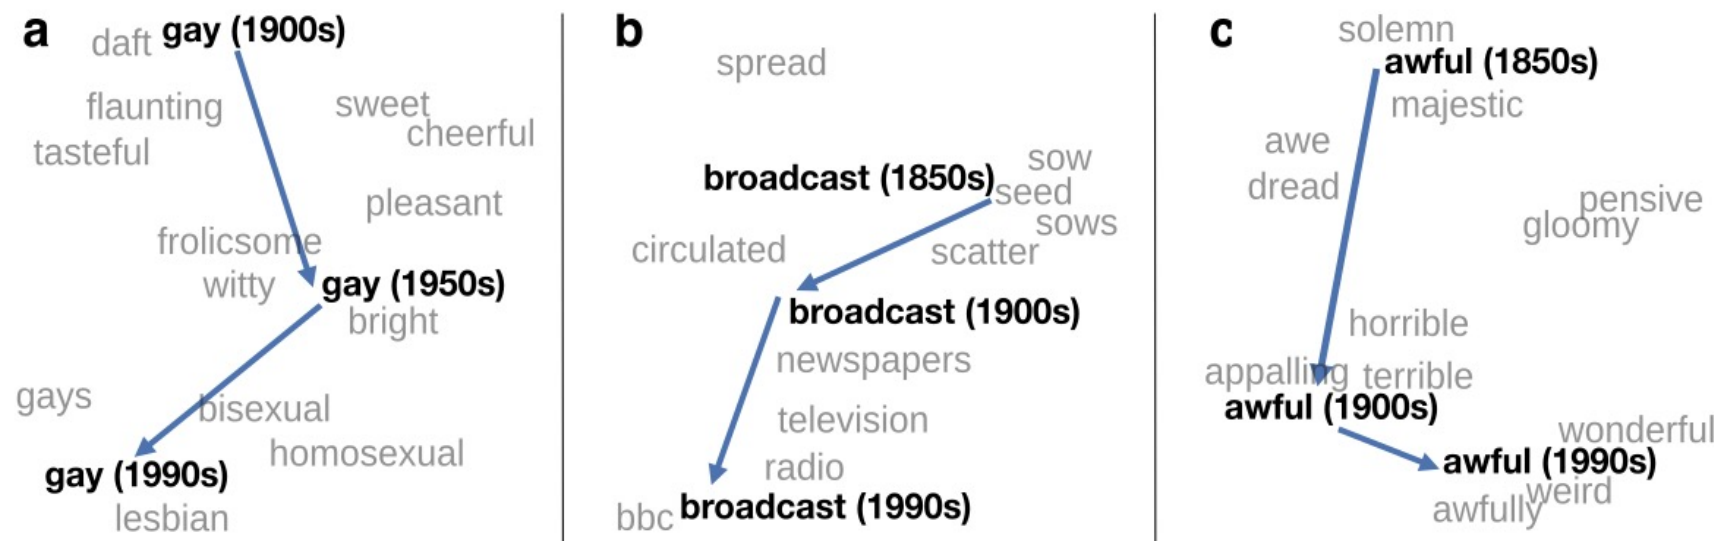 a
daft gay (1900s)
flaunting
sweet
cheerful
tasteful
pleasant
frolicsome
witty
gay (1950s)
bright
gays
bisexual
homosexual
gay (1990s)
lesbian
b
spread
sow
broadcast (1850s)
seed
sows
circulated
scatter
broadcast (1900s)
newspapers
television
radio
bbc broadcast (1990s)
c
solemn
awful (1850s)
majestic
awe
dread
pensive
gloomy
horrible
appalling terrible
awful (1900s)
wonderful
awful (1990s)
weird
awfully